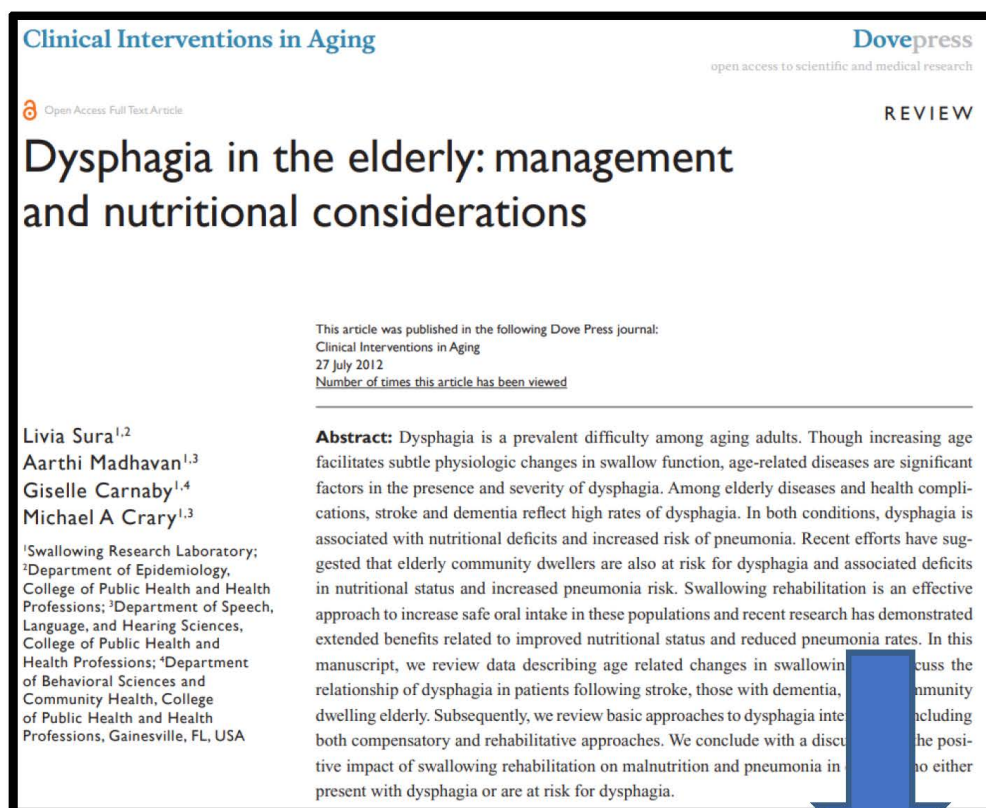 Clinical Interventions in Aging
Dovepress
open access to scientific and medical research
Open Access Full Text Article
REVIEW
Dysphagia in the elderly: management
and nutritional considerations
This article was published in the following Dove Press journal:
Clinical Interventions in Aging
27 July 2012
Number of times this article has been viewed
Livia Sura1,2
Aarthi Madhavan1,3
Giselle Carnaby1,4
Michael A Crary1,3
1Swallowing Research Laboratory;
2Department of Epidemiology,
College of Public Health and Health
Professions; 3Department of Speech,
Language, and Hearing Sciences,
College of Public Health and
Health Professions; 4Department
of Behavioral Sciences and
Community Health, College
of Public Health and Health
Professions, Gainesville, FL, USA
Abstract: Dysphagia is a prevalent difficulty among aging adults. Though increasing age
facilitates subtle physiologic changes in swallow function, age-related diseases are significant
factors in the presence and severity of dysphagia. Among elderly diseases and health compli-
cations, stroke and dementia reflect high rates of dysphagia. In both conditions, dysphagia is
associated with nutritional deficits and increased risk of pneumonia. Recent efforts have sug-
gested that elderly community dwellers are also at risk for dysphagia and associated deficits
in nutritional status and increased pneumonia risk. Swallowing rehabilitation is an effective
approach to increase safe oral intake in these populations and recent research has demonstrated
extended benefits related to improved nutritional status and reduced pneumonia rates. In this
manuscript, we review data describing age related changes in swallowing the
relationship of dysphagia in patients following stroke, those with dementia,
dwelling elderly. Subsequently, we review basic approaches to dysphagia
both compensatory and rehabilitative approaches. We conclude with a the posi-
tive impact of swallowing rehabilitation on malnutrition and pneumonia in either
present with dysphagia or are at risk for dysphagia.